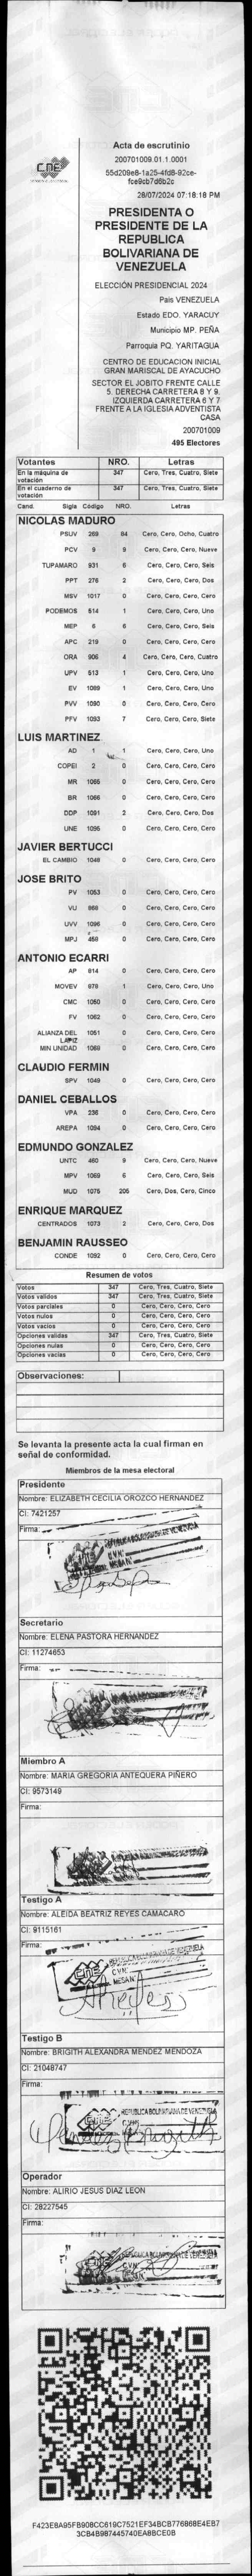 CNE
Acta de escrutinio
200701009.01.1.0001
55d209e8-1a25-4fd8-92ce-
fce9cb7d6b2c
28/07/2024 07:18:18 PM
PRESIDENTA O
PRESIDENTE DE LA
REPUBLICA
BOLIVARIANA DE
VENEZUELA
ELECCIÓN PRESIDENCIAL 2024
País VENEZUELA
Estado EDO. YARACUY
Municipio MP. PEÑA
Parroquia PQ. YARITAGUA
CENTRO DE EDUCACION INICIAL
GRAN MARISCAL DE AYACUCHO
SECTOR EL JOBITO FRENTE CALLE
5. DERECHA CARRETERA 8 Y 9.
IZQUIERDA CARRETERA 6 Y 7
FRENTE A LA IGLESIA ADVENTISTA
CASA
200701009
495 Electores
Votantes NRO. Letras
En la máquina de votación 347 Cero, Tres, Cuatro, Siete
En el cuaderno de votación 347 Cero, Tres, Cuatro, Siete
Cand. Sigla Código NRO. Letras
NICOLAS MADURO
PSUV 269 84 Cero, Cero, Ocho, Cuatro
PCV 9 9 Cero, Cero, Cero, Nueve
TUPAMARO 931 6 Cero, Cero, Cero, Seis
PPT 276 2 Cero, Cero, Cero, Dos
MSV 1017 0 Cero, Cero, Cero, Cero
PODEMOS 514 1 Cero, Cero, Cero, Uno
MEP 6 6 Cero, Cero, Cero, Seis
APC 219 0 Cero, Cero, Cero, Cero
ORA 906 4 Cero, Cero, Cero, Cuatro
UPV 513 1 Cero, Cero, Cero, Uno
EV 1089 1 Cero, Cero, Cero, Uno
PVV 1090 0 Cero, Cero, Cero, Cero
PFV 1093 7 Cero, Cero, Cero, Siete
LUIS MARTINEZ
AD 1 1 Cero, Cero, Cero, Uno
COPEI 2 0 Cero, Cero, Cero, Cero
MR 1065 0 Cero, Cero, Cero, Cero
BR 1066 0 Cero, Cero, Cero, Cero
DDP 1091 2 Cero, Cero, Cero, Dos
UNE 1095 0 Cero, Cero, Cero, Cero
JAVIER BERTUCCI
EL CAMBIO 1048 0 Cero, Cero, Cero, Cero
JOSE BRITO
PV 1053 0 Cero, Cero, Cero, Cero
VU 868 0 Cero, Cero, Cero, Cero
UVV 1096 0 Cero, Cero, Cero, Cero
MPJ 458 0 Cero, Cero, Cero, Cero
ANTONIO ECARRI
AP 814 0 Cero, Cero, Cero, Cero
MOVEV 978 1 Cero, Cero, Cero, Uno
CMC 1050 0 Cero, Cero, Cero, Cero
FV 1062 0 Cero, Cero, Cero, Cero
ALIANZA DEL LAPIZ 1051 0 Cero, Cero, Cero, Cero
MIN UNIDAD 1069 0 Cero, Cero, Cero, Cero
CLAUDIO FERMIN
SPV 1049 0 Cero, Cero, Cero, Cero
DANIEL CEBALLOS
VPA 236 0 Cero, Cero, Cero, Cero
AREPA 1094 0 Cero, Cero, Cero, Cero
EDMUNDO GONZALEZ
UNTC 460 9 Cero, Cero, Cero, Nueve
MPV 1069 6 Cero, Cero, Cero, Seis
MUD 1075 205 Cero, Dos, Cero, Cinco
ENRIQUE MARQUEZ
CENTRADOS 1073 2 Cero, Cero, Cero, Dos
BENJAMIN RAUSSEO
CONDE 1092 0 Cero, Cero, Cero, Cero
Resumen de votos
Votos 347 Cero, Tres, Cuatro, Siete
Votos validos 347 Cero, Tres, Cuatro, Siete
Votos parciales 0 Cero, Cero, Cero, Cero
Votos nulos 0 Cero, Cero, Cero, Cero
Votos vacios 0 Cero, Cero, Cero, Cero
Opciones validas 347 Cero, Tres, Cuatro, Siete
Opciones nulas 0 Cero, Cero, Cero, Cero
Opciones vacias 0 Cero, Cero, Cero, Cero
Observaciones:
Se levanta la presente acta la cual firman en
señal de conformidad.
Miembros de la mesa electoral
Presidente
Nombre: ELIZABETH CECILIA OROZCO HERNANDEZ
CI: 7421257
Firma:
Secretario
Nombre: ELENA PASTORA HERNANDEZ
CI: 11274653
Firma:
Miembro A
Nombre: MARIA GREGORIA ANTEQUERA PIÑERO
CI: 9573149
Firma:
Testigo A
Nombre: ALEIDA BEATRIZ REYES CAMACARO
CI: 9115161
Firma:
Testigo B
Nombre: BRIGITH ALEXANDRA MENDEZ MENDOZA
CI: 21048747
Firma:
REPUBLICA BOLIVARIANA DE VENEZUELA
Operador
Nombre: ALIRIO JESUS DIAZ LEON
CI: 28227545
Firma:
F423E8A95FB908CC619C7521EF34BCB776868E4EB7
3CB4B987445740EA8BCE0B